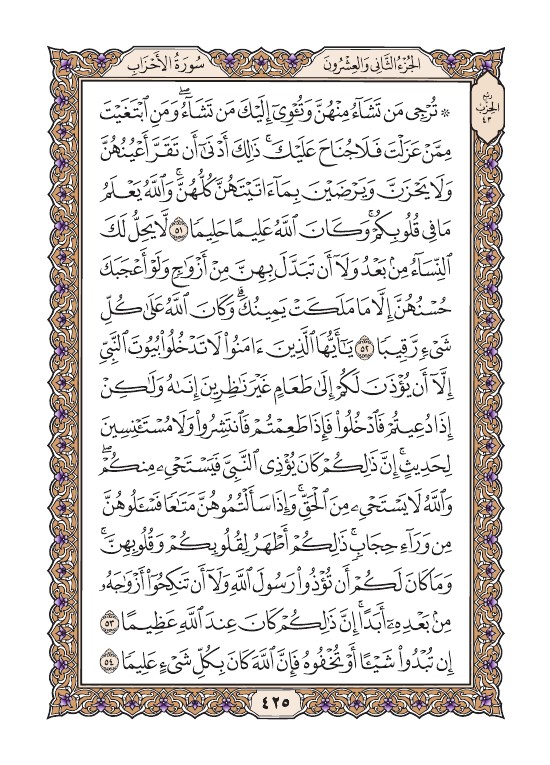 الجُزْءُ الثَّانِي وَالعِشْرُونَ
سُورَةُ الأَحْزَابِ
رُبع
الحِزْب
٤٣
۞ تُرْجِي مَن تَشَآءُ مِنْهُنَّ وَتُـْٔوِيٓ إِلَيْكَ مَن تَشَآءُۖ وَمَنِ ٱبْتَغَيْتَ
مِمَّنْ عَزَلْتَ فَلَا جُنَاحَ عَلَيْكَۚ ذَٰلِكَ أَدْنَىٰٓ أَن تَقَرَّ أَعْيُنُهُنَّ
وَلَا يَحْزَنَّ وَيَرْضَيْنَ بِمَآ ءَاتَيْتَهُنَّ كُلُّهُنَّۚ وَٱللَّهُ يَعْلَمُ
مَا فِي قُلُوبِكُمْۚ وَكَانَ ٱللَّهُ عَلِيمًا حَلِيمًا ٥١ لَّا يَحِلُّ لَكَ
ٱلنِّسَآءُ مِنۢ بَعْدُ وَلَآ أَن تَبَدَّلَ بِهِنَّ مِنْ أَزْوَٰجٍ وَلَوْ أَعْجَبَكَ
حُسْنُهُنَّ إِلَّا مَا مَلَكَتْ يَمِينُكَۗ وَكَانَ ٱللَّهُ عَلَىٰ كُلِّ
شَيْءٍ رَّقِيبًا ٥٢ يَٰٓأَيُّهَا ٱلَّذِينَ ءَامَنُوا۟ لَا تَدْخُلُوا۟ بُيُوتَ ٱلنَّبِيِّ
إِلَّآ أَن يُؤْذَنَ لَكُمْ إِلَىٰ طَعَامٍ غَيْرَ نَٰظِرِينَ إِنَىٰهُ وَلَٰكِنْ
إِذَا دُعِيتُمْ فَٱدْخُلُوا۟ فَإِذَا طَعِمْتُمْ فَٱنتَشِرُوا۟ وَلَا مُسْتَـْٔنِسِينَ
لِحَدِيثٍۚ إِنَّ ذَٰلِكُمْ كَانَ يُؤْذِي ٱلنَّبِيَّ فَيَسْتَحْيِۦ مِنكُمْۖ
وَٱللَّهُ لَا يَسْتَحْيِۦ مِنَ ٱلْحَقِّۚ وَإِذَا سَأَلْتُمُوهُنَّ مَتَٰعًا فَسْـَٔلُوهُنَّ
مِن وَرَآءِ حِجَابٍۚ ذَٰلِكُمْ أَطْهَرُ لِقُلُوبِكُمْ وَقُلُوبِهِنَّۚ
وَمَا كَانَ لَكُمْ أَن تُؤْذُوا۟ رَسُولَ ٱللَّهِ وَلَآ أَن تَنكِحُوٓا۟ أَزْوَٰجَهُۥ
مِنۢ بَعْدِهِۦٓ أَبَدًاۚ إِنَّ ذَٰلِكُمْ كَانَ عِندَ ٱللَّهِ عَظِيمًا ٥٣
إِن تُبْدُوا۟ شَيْـًٔا أَوْ تُخْفُوهُ فَإِنَّ ٱللَّهَ كَانَ بِكُلِّ شَيْءٍ عَلِيمًا ٥٤
٤٢٥